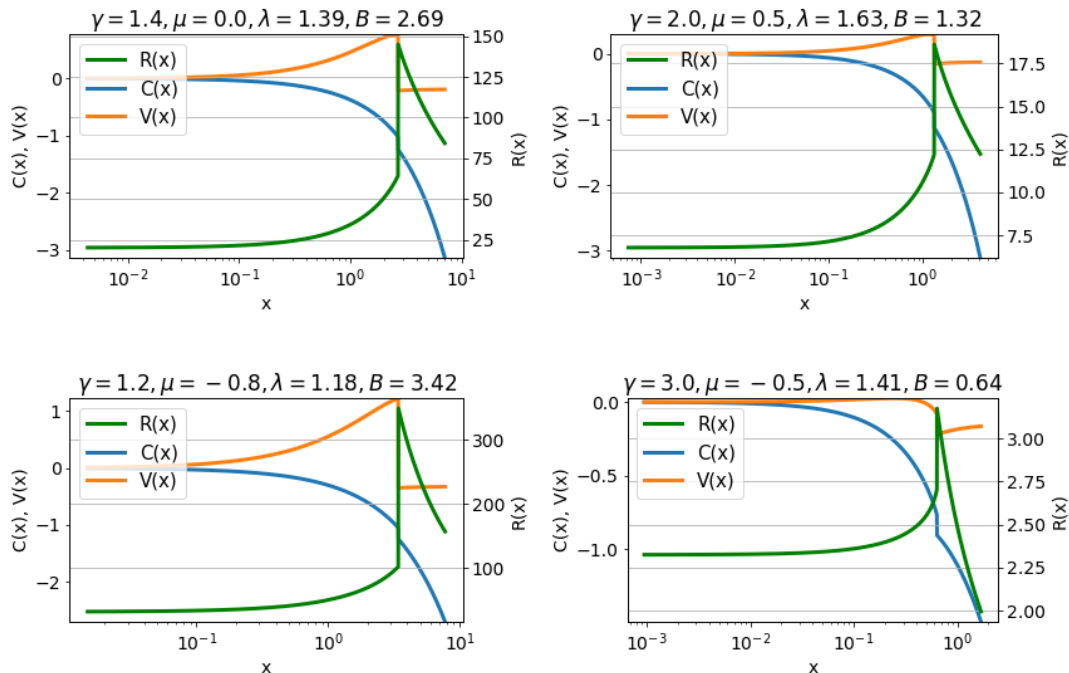 γ = 1.4, μ = 0.0, λ = 1.39, B = 2.69
R(x)
C(x)
V(x)
0
−1
−2
−3
C(x), V(x)
150
125
100
75
50
25
R(x)
10⁻²
10⁻¹
10⁰
10¹
x
γ = 2.0, μ = 0.5, λ = 1.63, B = 1.32
R(x)
C(x)
V(x)
0
−1
−2
−3
C(x), V(x)
17.5
15.0
12.5
10.0
7.5
R(x)
10⁻³
10⁻²
10⁻¹
10⁰
x
γ = 1.2, μ = − 0.8, λ = 1.18, B = 3.42
R(x)
C(x)
V(x)
1
0
−1
−2
C(x), V(x)
300
200
100
R(x)
10⁻¹
10⁰
10¹
x
γ = 3.0, μ = − 0.5, λ = 1.41, B = 0.64
R(x)
C(x)
V(x)
0.0
−0.5
−1.0
C(x), V(x)
3.00
2.75
2.50
2.25
2.00
R(x)
10⁻³
10⁻²
10⁻¹
10⁰
x